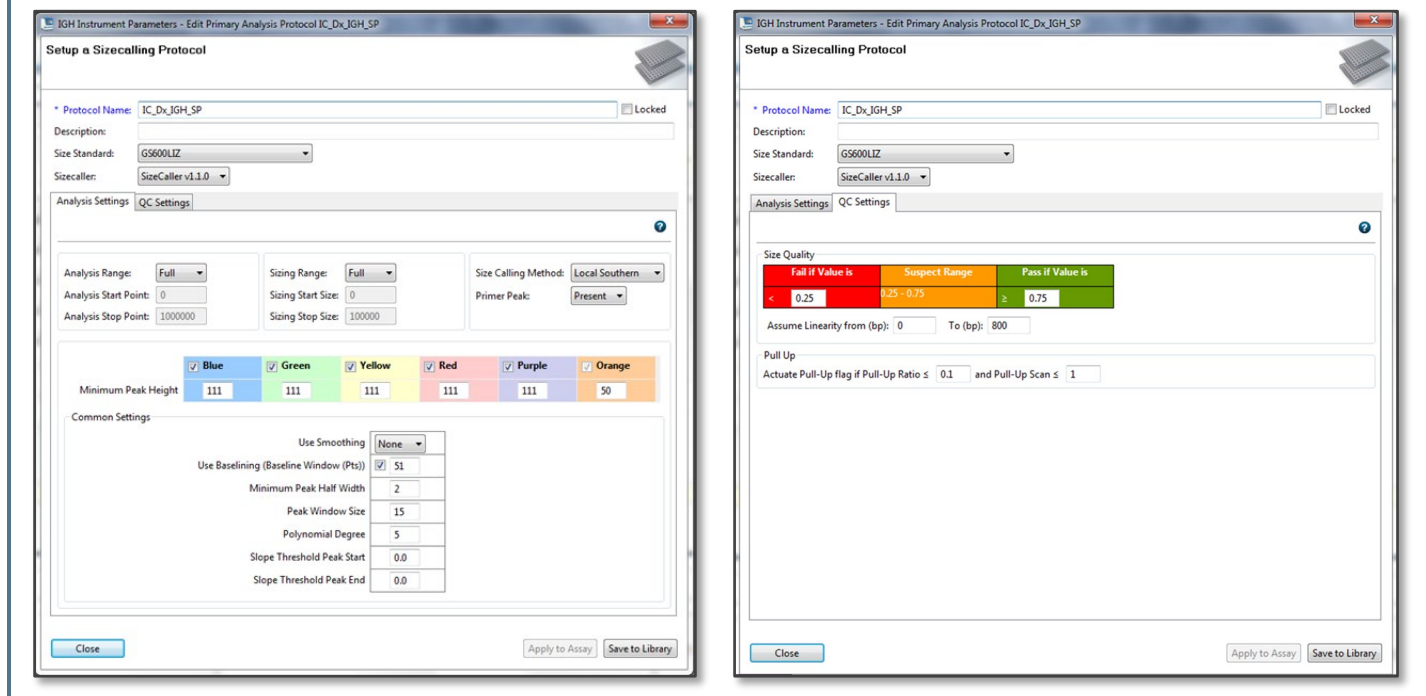 IGH Instrument Parameters - Edit Primary Analysis Protocol IC_Dx_IGH_SP
Setup a Sizecalling Protocol
* Protocol Name: IC_Dx_IGH_SP Locked
Description:
Size Standard: GS600LIZ
Sizecaller: SizeCaller v1.1.0
Analysis Settings QC Settings
Analysis Range: Full Sizing Range: Full Size Calling Method: Local Southern
Analysis Start Point: 0 Sizing Start Size: 0 Primer Peak: Present
Analysis Stop Point: 1000000 Sizing Stop Size: 100000
Blue Green Yellow Red Purple Orange
Minimum Peak Height 111 111 111 111 111 50
Common Settings
Use Smoothing None
Use Baselining (Baseline Window (Pts)) 51
Minimum Peak Half Width 2
Peak Window Size 15
Polynomial Degree 5
Slope Threshold Peak Start 0.0
Slope Threshold Peak End 0.0
Close Apply to Assay Save to Library
IGH Instrument Parameters - Edit Primary Analysis Protocol IC_Dx_IGH_SP
Setup a Sizecalling Protocol
* Protocol Name: IC_Dx_IGH_SP Locked
Description:
Size Standard: GS600LIZ
Sizecaller: SizeCaller v1.1.0
Analysis Settings QC Settings
Size Quality
Fail if Value is Suspect Range Pass if Value is
< 0.25 0.25 - 0.75 ≥ 0.75
Assume Linearity from (bp): 0 To (bp): 800
Pull Up
Actuate Pull-Up flag if Pull-Up Ratio ≤ 0.1 and Pull-Up Scan ≤ 1
Close Apply to Assay Save to Library